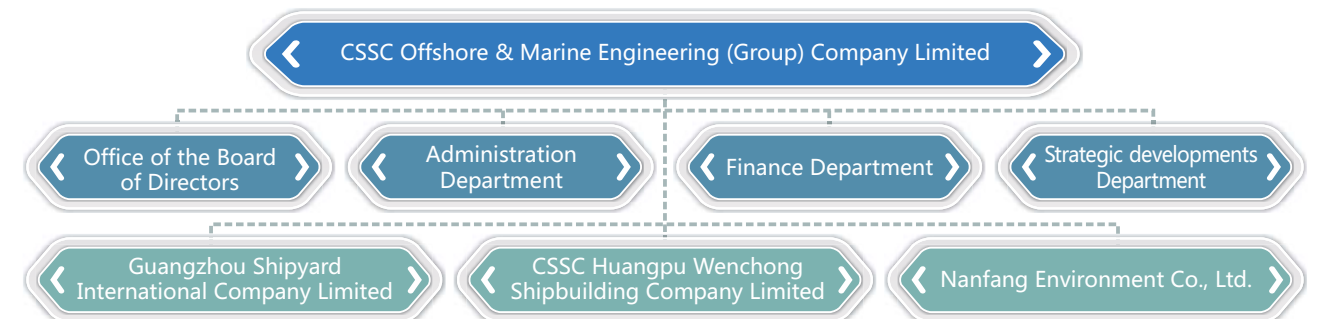 CSSC Offshore & Marine Engineering (Group) Company Limited
Office of the Board
of Directors
Administration
Department
Finance Department
Strategic developments
Department
Guangzhou Shipyard
International Company Limited
CSSC Huangpu Wenchong
Shipbuilding Company Limited
Nanfang Environment Co., Ltd.